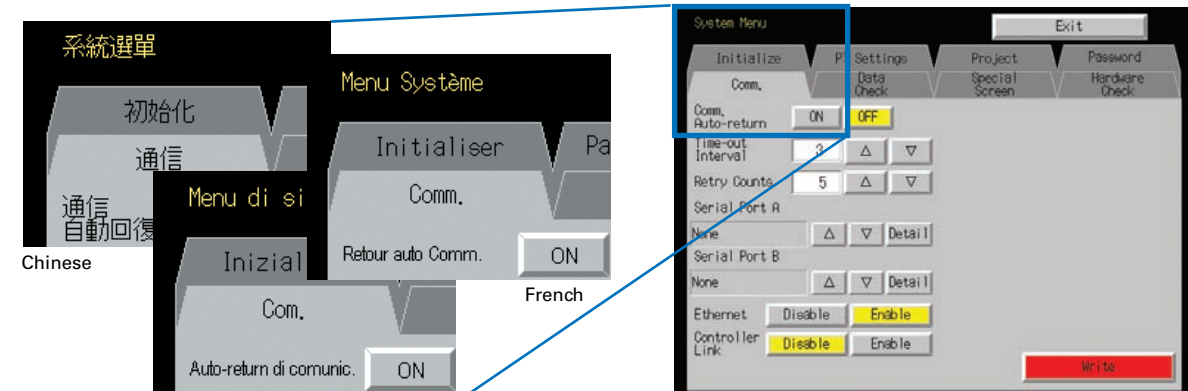 系統選單
初始化
通信
通信
自動回復
Chinese
Menu Système
Initialiser
Pa
Comm.
Retour auto Comm.
ON
French
Menu di si
Inizial
Com.
Auto-return di comunic.
ON
System Menu
Exit
Initialize
P Settings
Project
Password
Comm.
Data
Check
Special
Screen
Hardware
Check
Comm.
Auto-return
ON
OFF
Time-out
Interval
3
△
▽
Retry Counts
5
△
▽
Serial Port A
None
△
▽
Detail
Serial Port B
None
△
▽
Detail
Ethernet
Disable
Enable
Controller
Link
Disable
Enable
Write